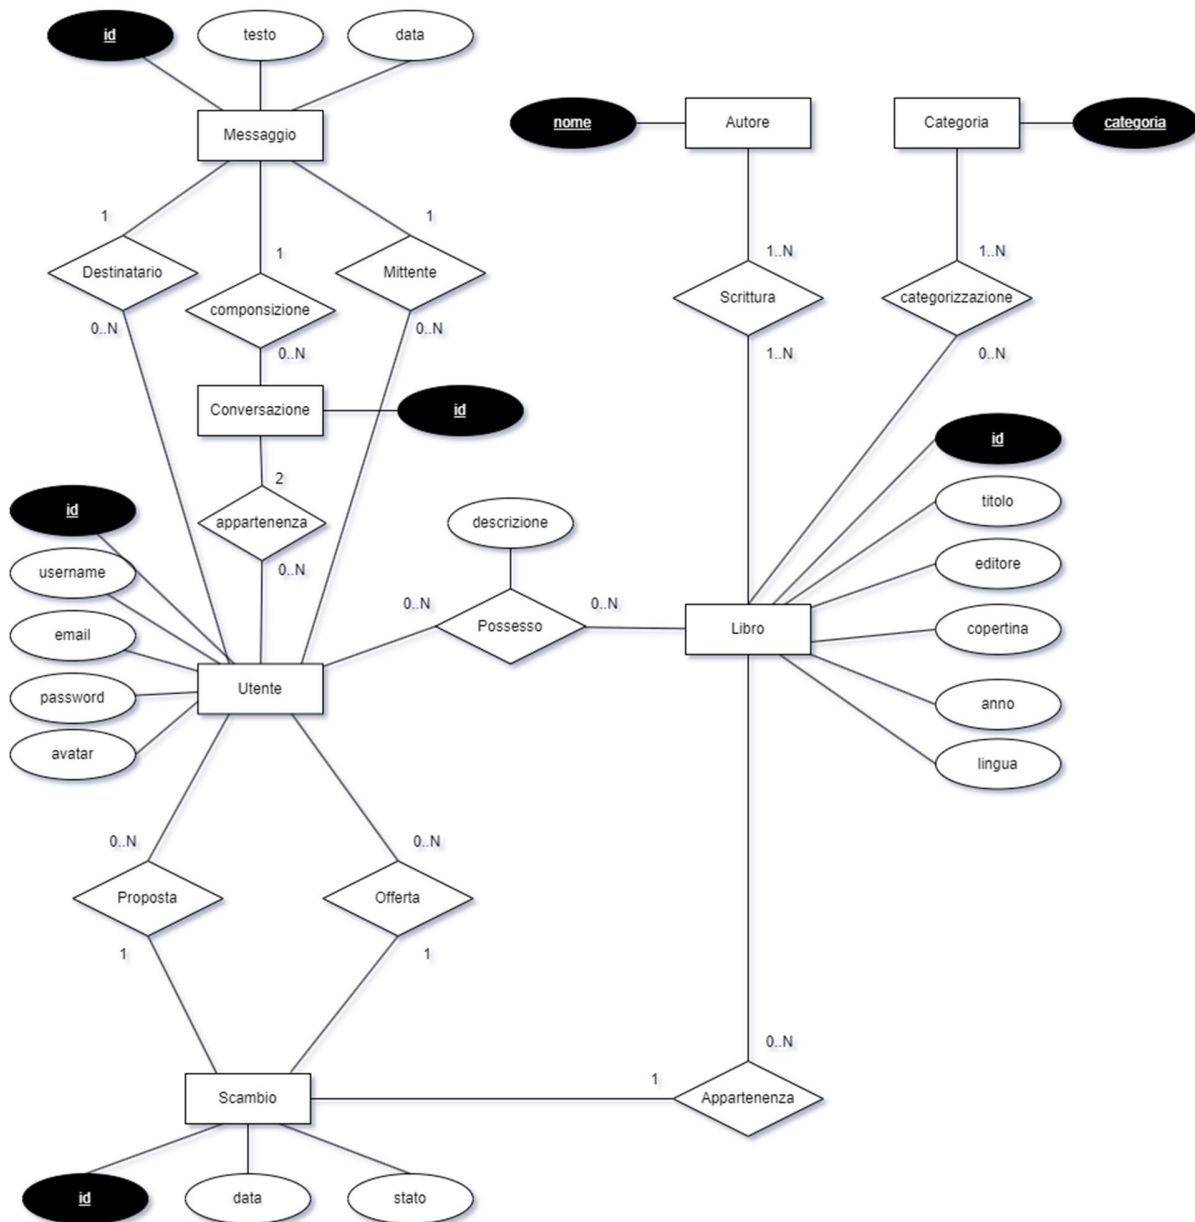 id
testo
data
Messaggio
nome
Autore
Categoria
categoria
1
1
1
Destinatario
componsizione
Mittente
0..N
0..N
0..N
1..N
Scrittura
1..N
1..N
categorizzazione
0..N
Conversazione
id
2
appartenenza
0..N
id
username
email
password
avatar
Utente
descrizione
0..N
Possesso
0..N
Libro
id
titolo
editore
copertina
anno
lingua
0..N
0..N
Proposta
Offerta
1
1
Scambio
1
0..N
Appartenenza
id
data
stato